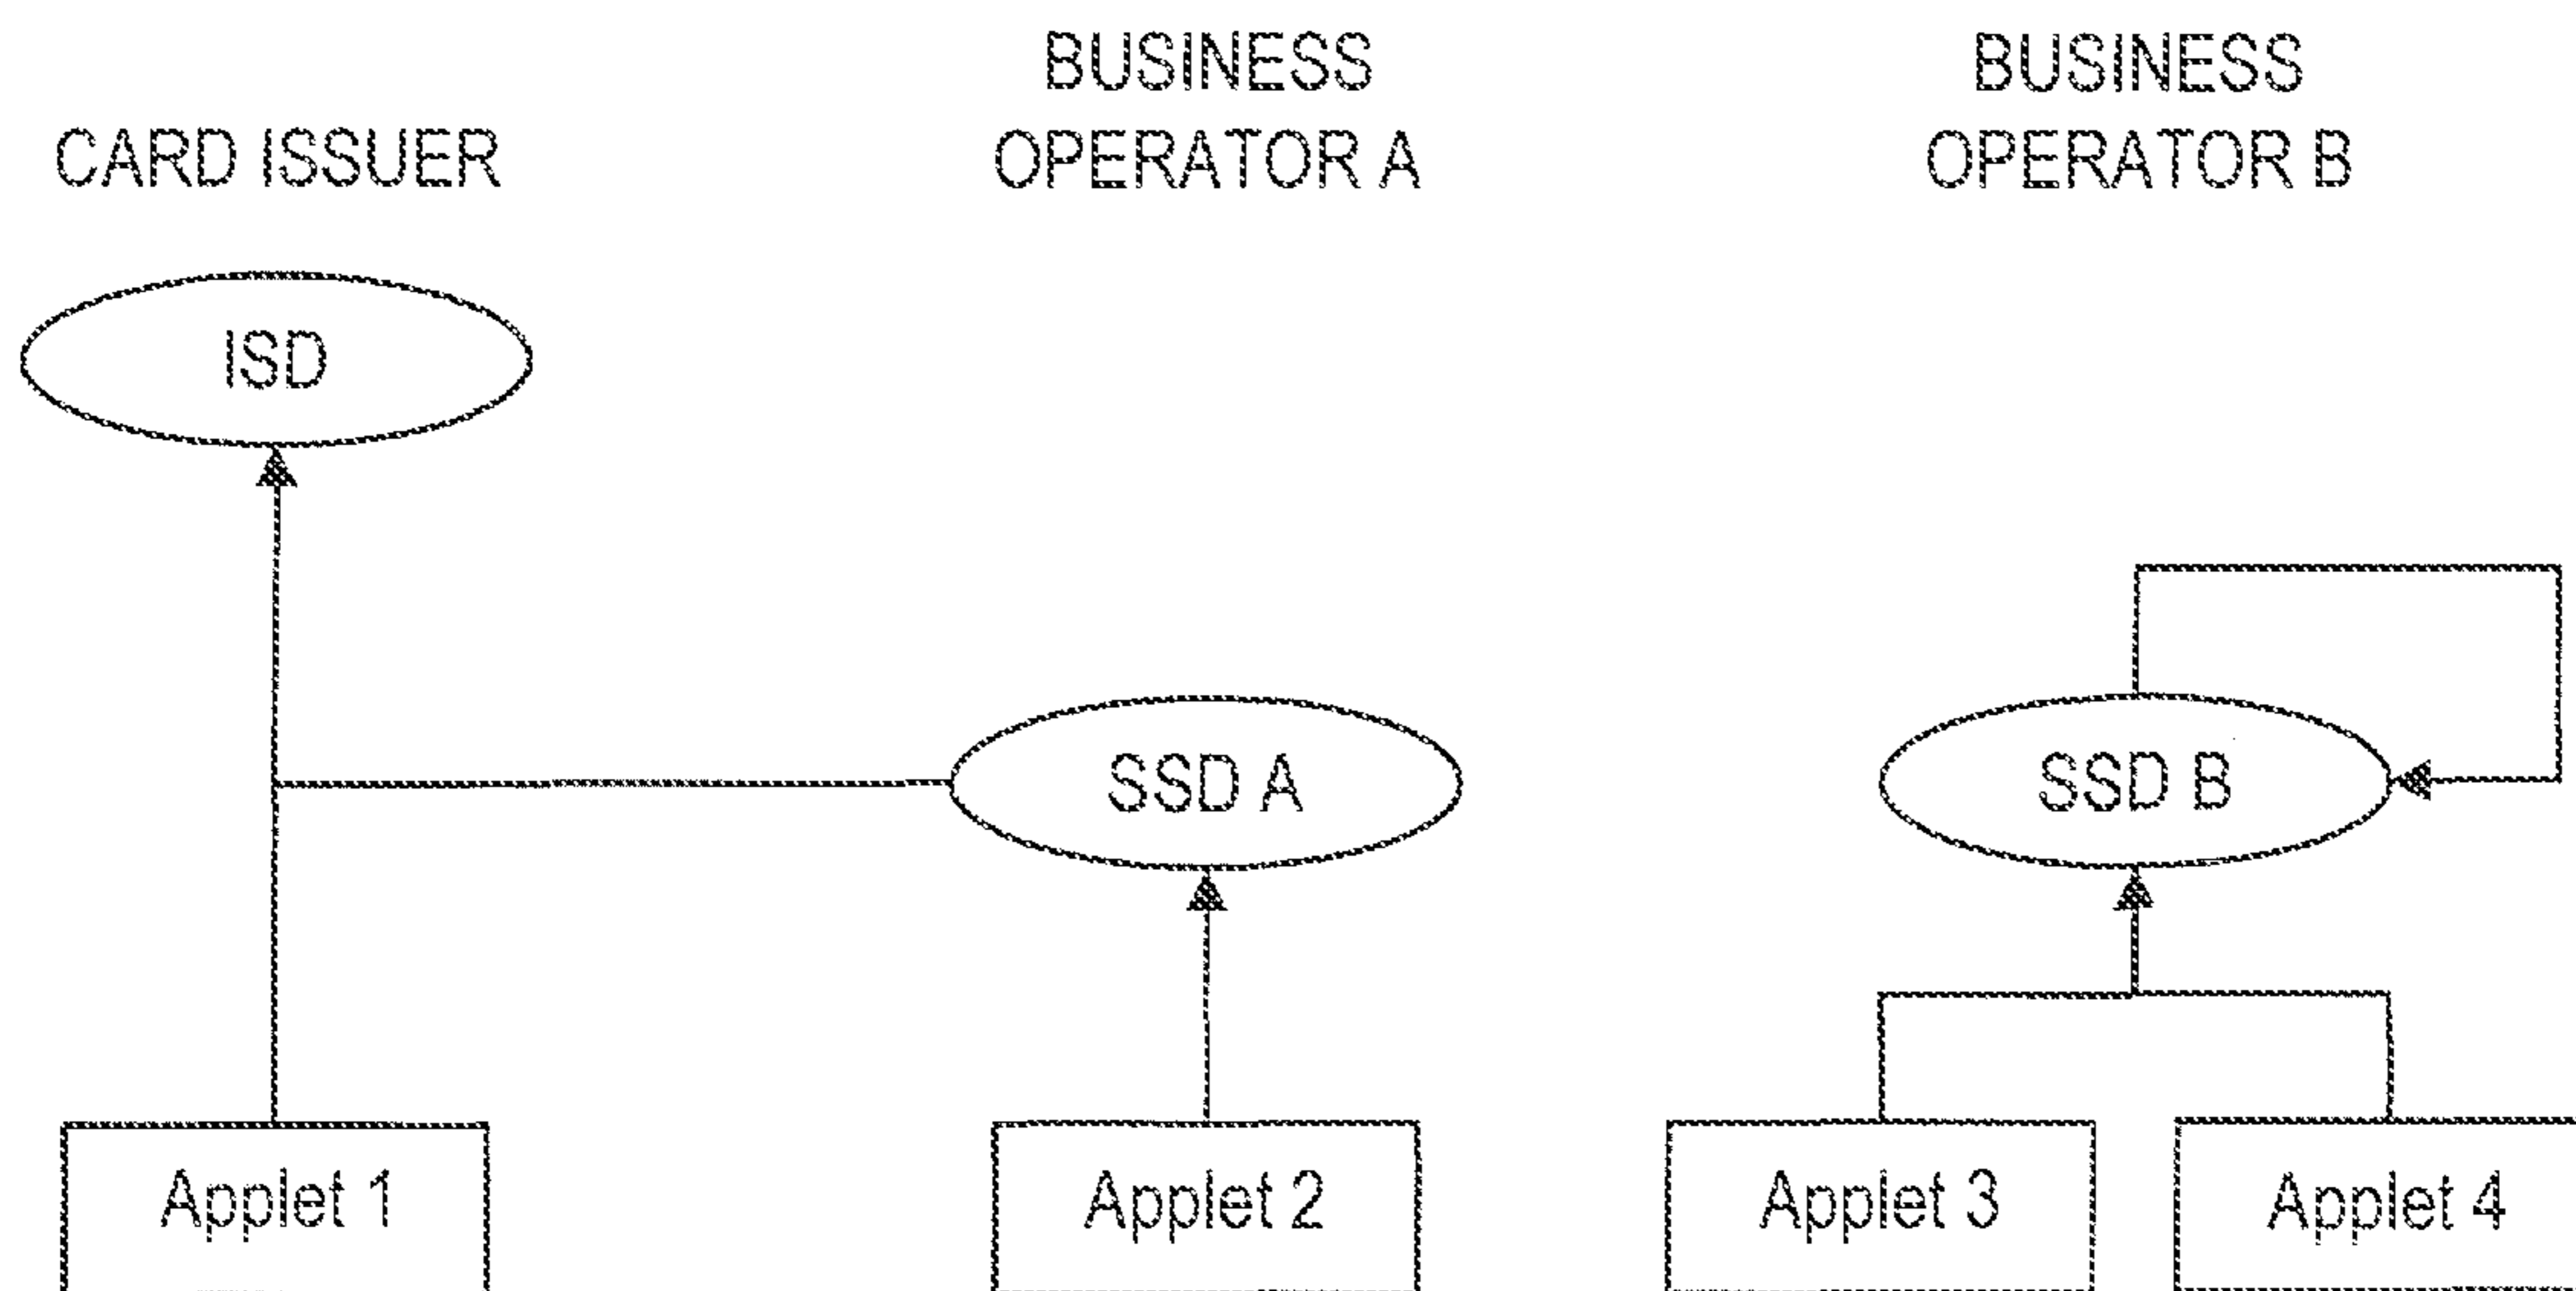 CARD ISSUER
BUSINESS
OPERATOR A
BUSINESS
OPERATOR B
ISD
SSD A
SSD B
Applet 1
Applet 2
Applet 3
Applet 4